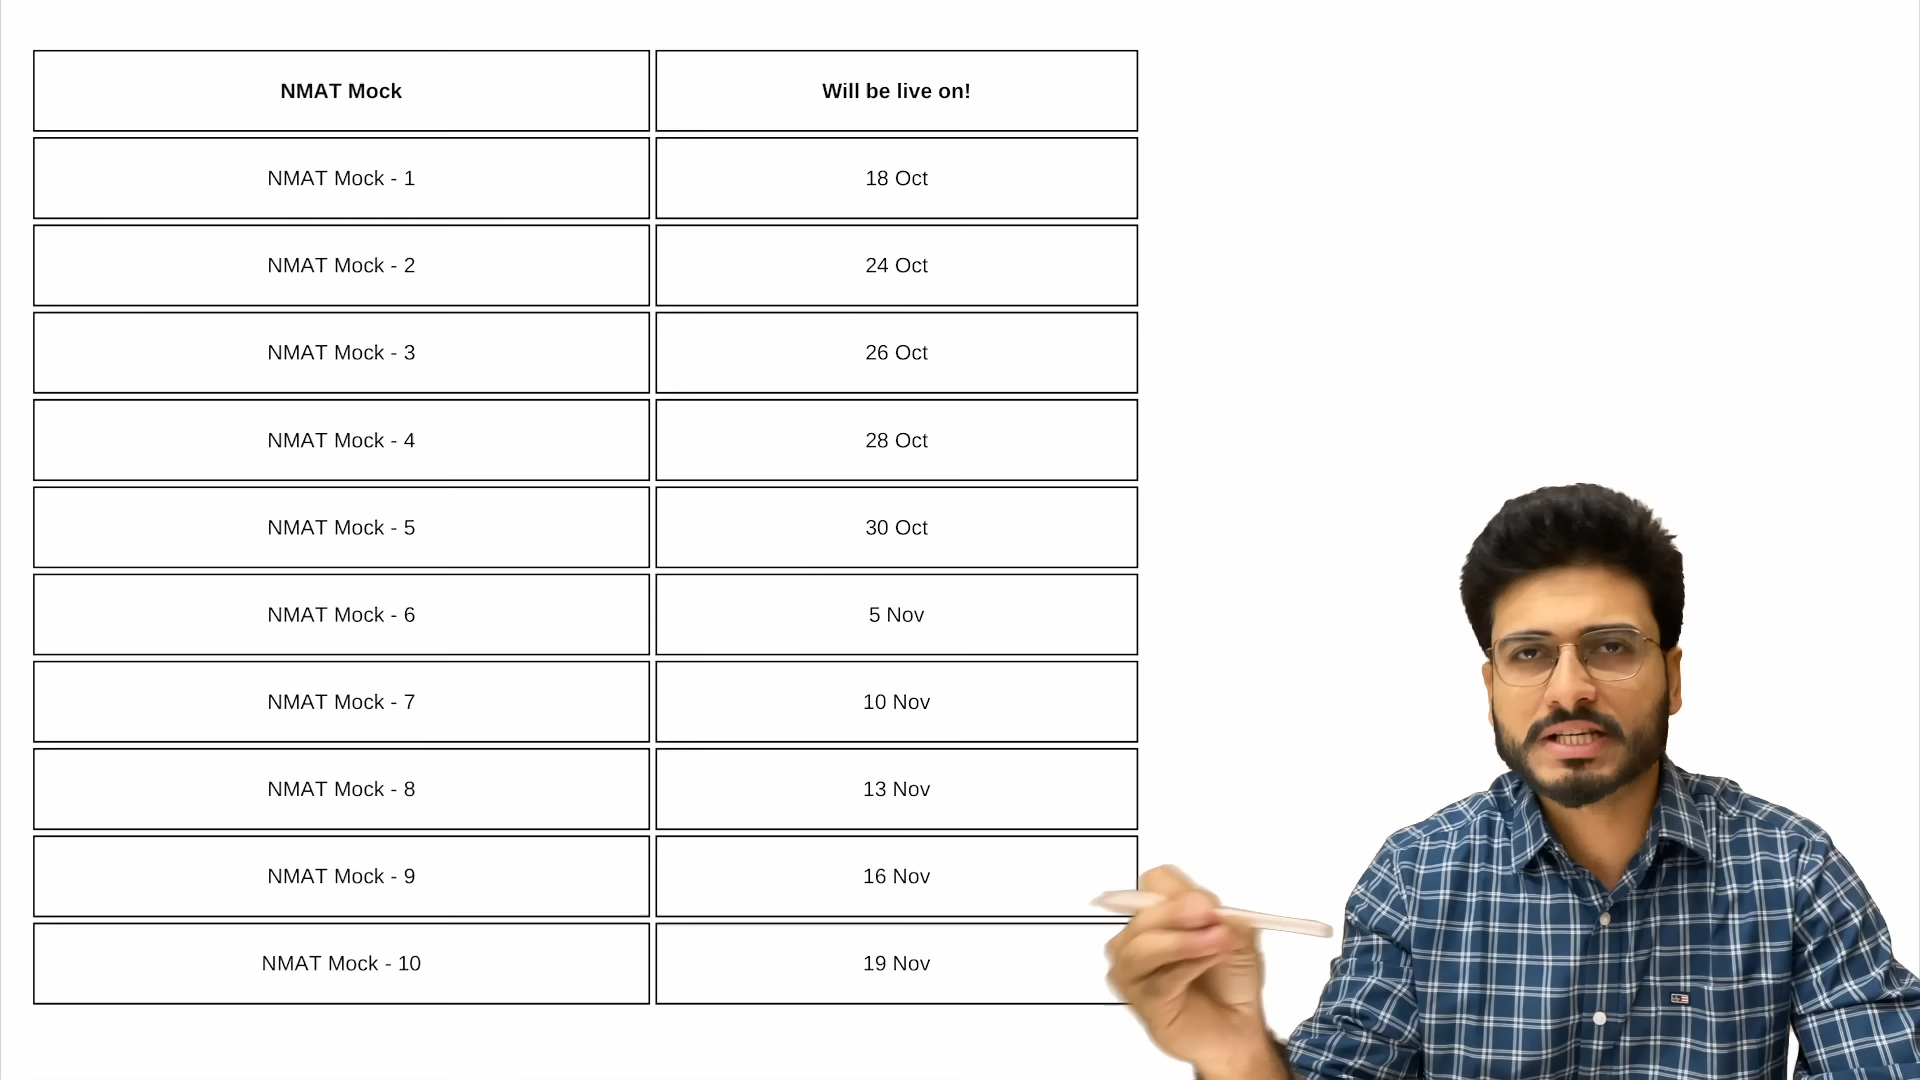 NMAT Mock Will be live on!
NMAT Mock - 1 18 Oct
NMAT Mock - 2 24 Oct
NMAT Mock - 3 26 Oct
NMAT Mock - 4 28 Oct
NMAT Mock - 5 30 Oct
NMAT Mock - 6 5 Nov
NMAT Mock - 7 10 Nov
NMAT Mock - 8 13 Nov
NMAT Mock - 9 16 Nov
NMAT Mock - 10 19 Nov